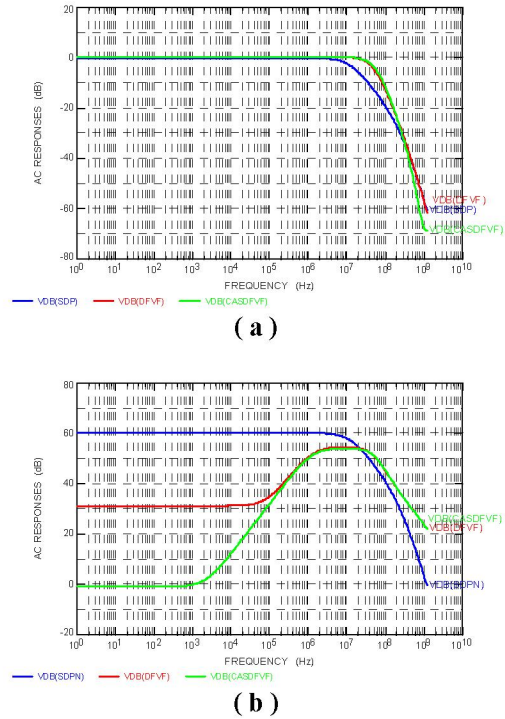 20
0
-20
-40
-60
-80
AC RESPONSES (dB)
VDB(DFVF)
VDB(SDP)
VDB(CASDFVF)
10^0 10^1 10^2 10^3 10^4 10^5 10^6 10^7 10^8 10^9 10^10
FREQUENCY (Hz)
VDB(SDP) VDB(DFVF) VDB(CASDFVF)
( a )
80
60
40
20
0
-20
AC RESPONSES (dB)
VDB(CASDFVF)
VDB(DFVF)
VDB(SDPN)
10^0 10^1 10^2 10^3 10^4 10^5 10^6 10^7 10^8 10^9 10^10
FREQUENCY (Hz)
VDB(SDPN) VDB(DFVF) VDB(CASDFVF)
( b )